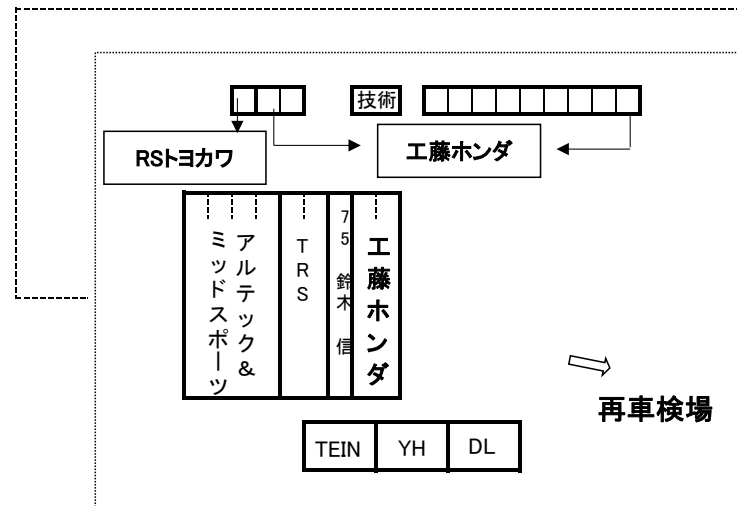 技術
RSトヨカワ
工藤ホンダ
アルテック&
ミッドスポーツ
TRS
75 鈴木 信
工藤ホンダ
再車検場
TEIN
YH
DL